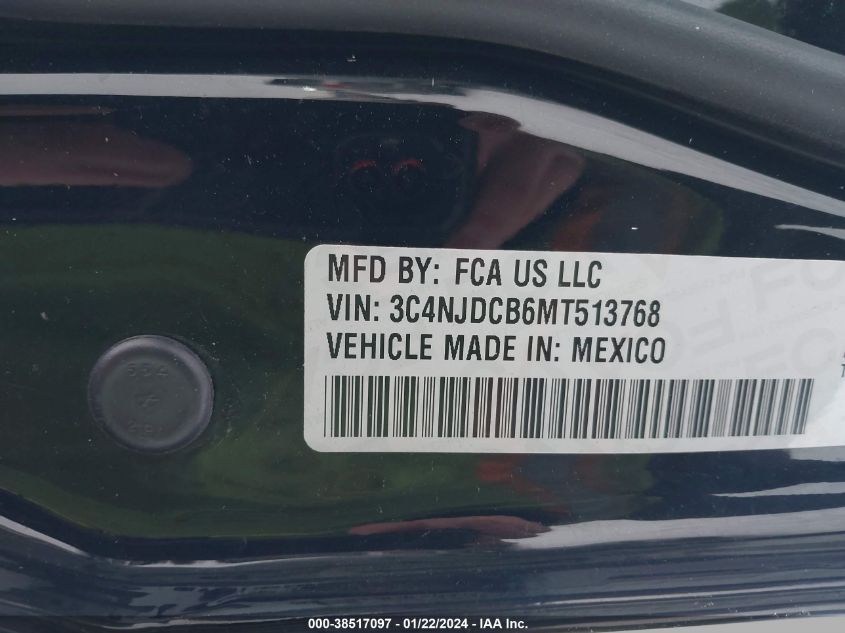 MFD BY: FCA US LLC
VIN: 3C4NJDCB6MT513768
VEHICLE MADE IN: MEXICO
000-38517097 - 01/22/2024 - IAA Inc.